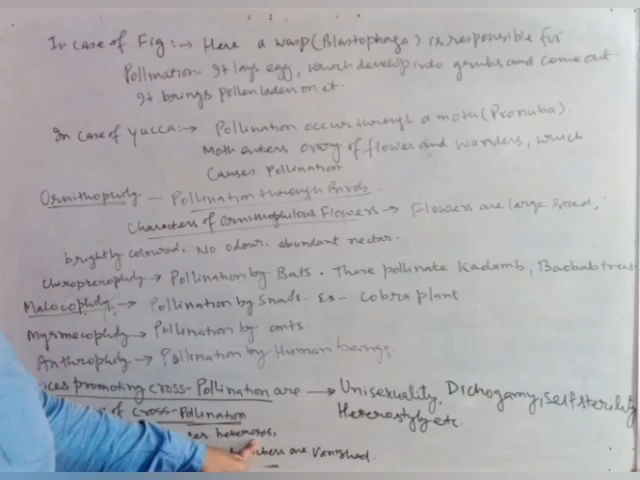 In case of Fig :→ Here a wasp (Blastophaga) is responsible for
Pollination It lays egg, which develop into grubs and come out
It brings pollen laden on it.
In case of Yucca :→ Pollination occur through a moth (Pronuba).
Moth enters ovary of flower and wanders, which
Causes Pollination
Ornithophily — Pollination through Birds.
Characters of Ornithophilous Flowers → Flowers are large sized,
brightly coloured. No odour, abundant nectar.
Chiropterophily → Pollination by Bats. These pollinate Kadamb, Baobab trees
Malocophily → Pollination by Snails. Ex - Cobra plant
Myrmecophily → Pollination by ants
Anthrophily → Pollination by Human beings.
ices promoting cross-Pollination are → Unisexuality, Dichogamy, Self sterility
Heterostyly etc.
of cross-Pollination
heterosis,
are vanished.